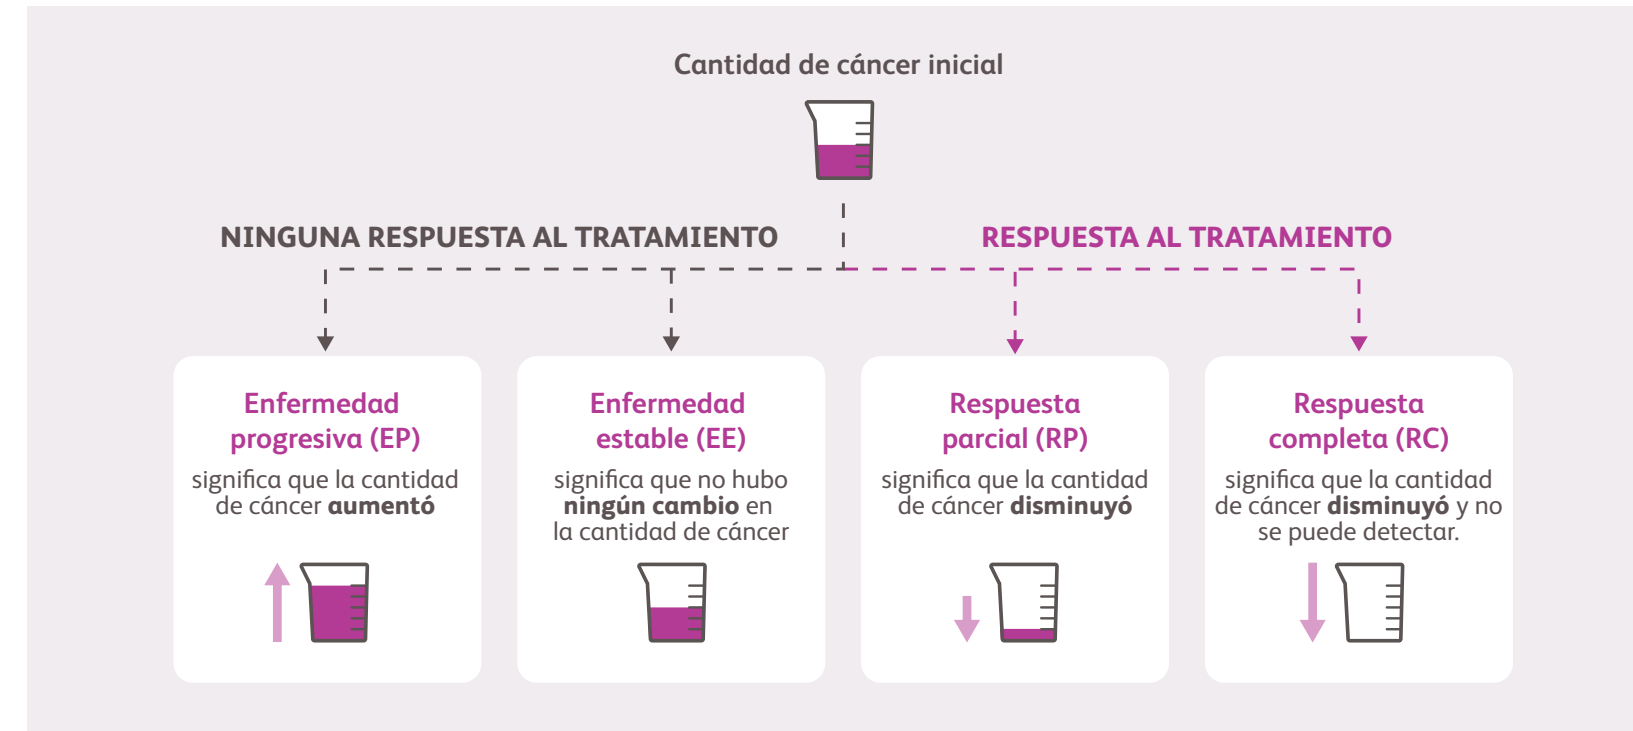 Cantidad de cáncer inicial
NINGUNA RESPUESTA AL TRATAMIENTO
RESPUESTA AL TRATAMIENTO
Enfermedad
progresiva (EP)
significa que la cantidad
de cáncer aumentó
Enfermedad
estable (EE)
significa que no hubo
ningún cambio en
la cantidad de cáncer
Respuesta
parcial (RP)
significa que la cantidad
de cáncer disminuyó
Respuesta
completa (RC)
significa que la cantidad
de cáncer disminuyó y no
se puede detectar.